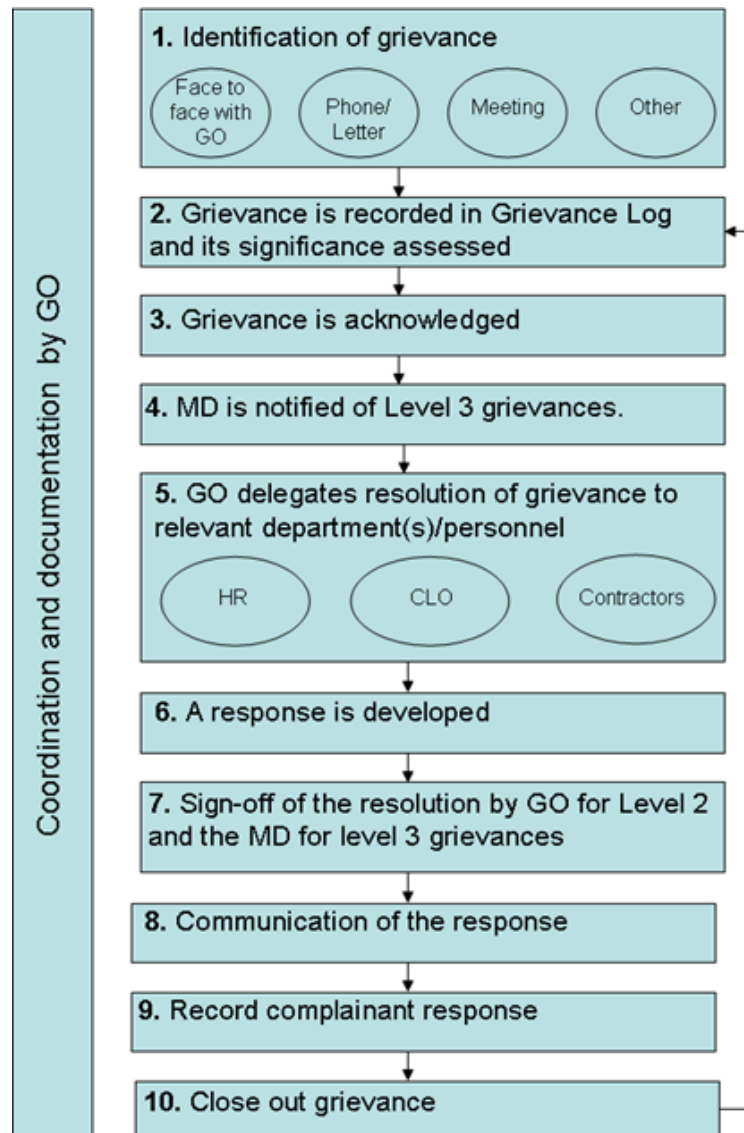 Coordination and documentation by GO
1. Identification of grievance
Face to
face with
GO
Phone/
Letter
Meeting
Other
2. Grievance is recorded in Grievance Log
and its significance assessed
3. Grievance is acknowledged
4. MD is notified of Level 3 grievances.
5. GO delegates resolution of grievance to
relevant department(s)/personnel
HR
CLO
Contractors
6. A response is developed
7. Sign-off of the resolution by GO for Level 2
and the MD for level 3 grievances
8. Communication of the response
9. Record complainant response
10. Close out grievance